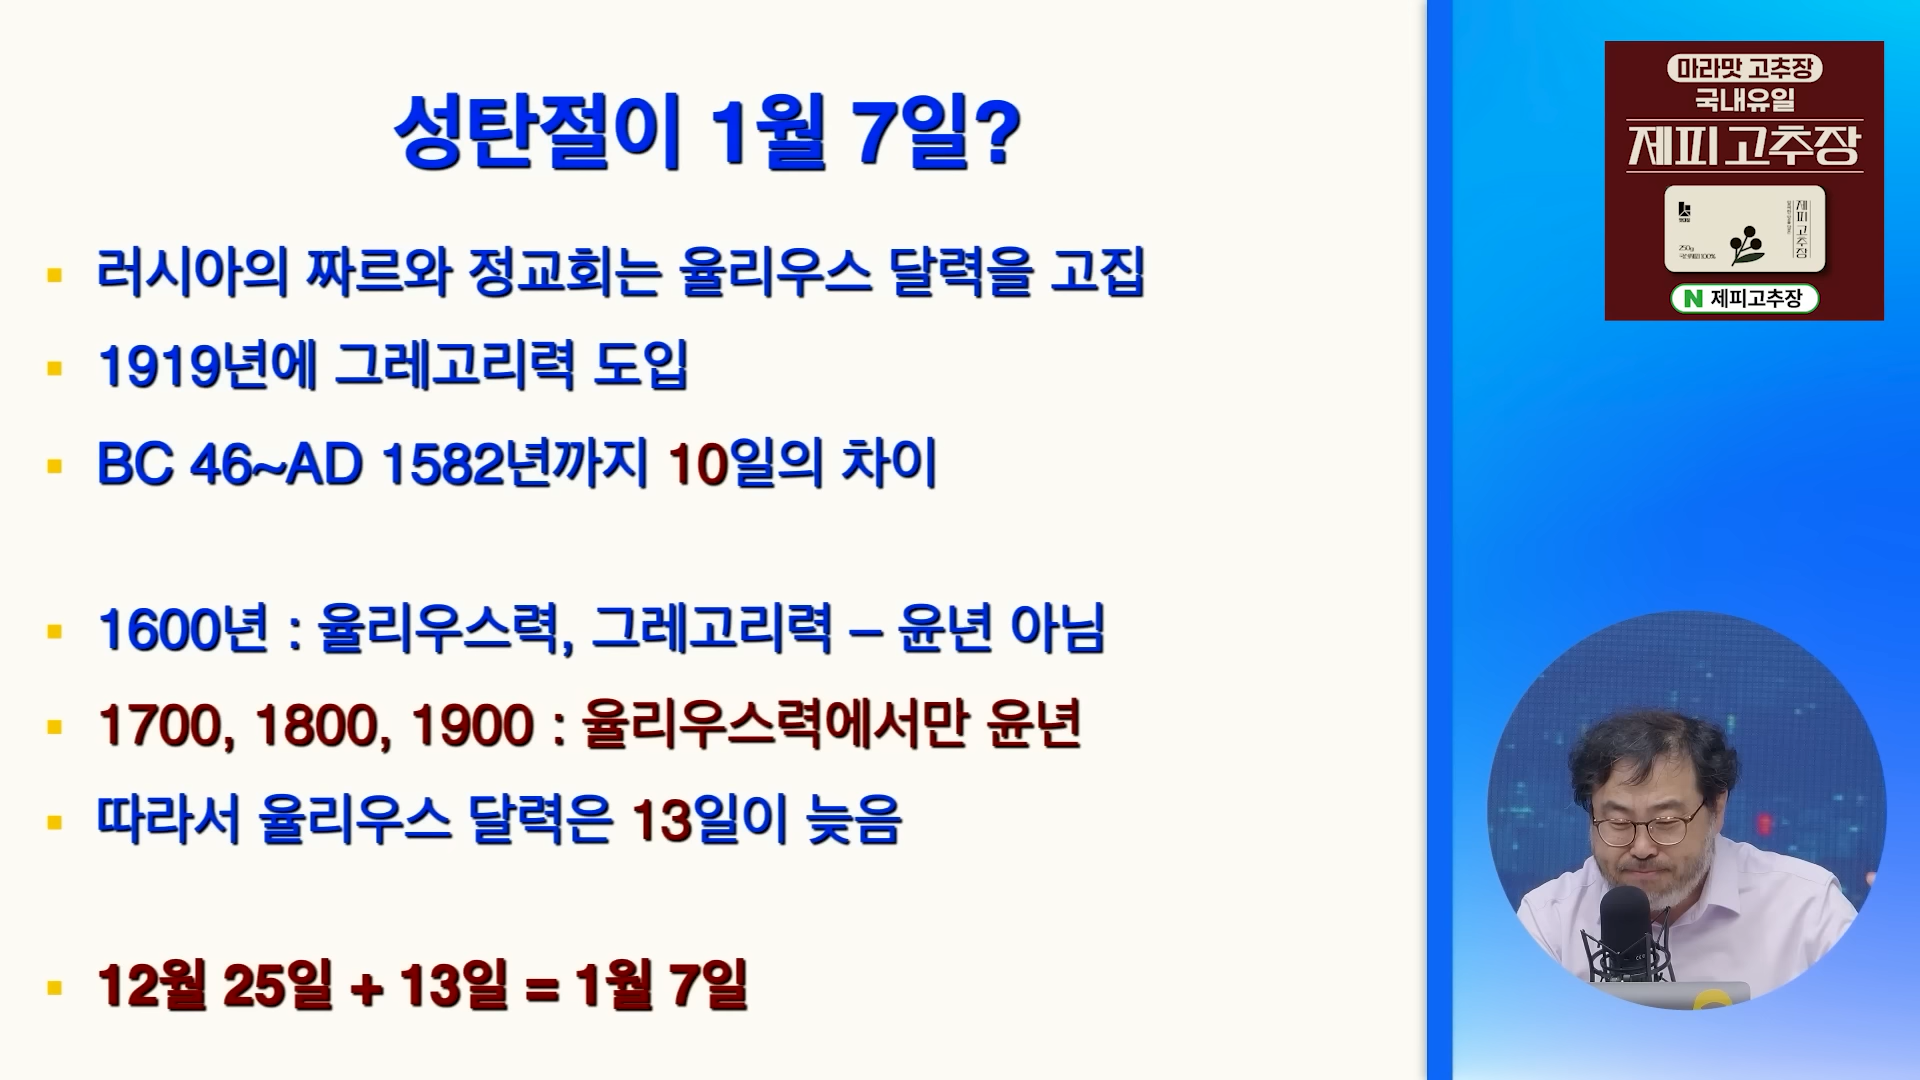 성탄절이 1월 7일?
러시아의 짜르와 정교회는 율리우스 달력을 고집
1919년에 그레고리력 도입
BC 46~AD 1582년까지 10일의 차이
1600년 : 율리우스력, 그레고리력 – 윤년 아님
1700, 1800, 1900 : 율리우스력에서만 윤년
따라서 율리우스 달력은 13일이 늦음
12월 25일 + 13일 = 1월 7일
마라맛 고추장
국내유일
제피고추장
제피고추장
250g
N 제피고추장